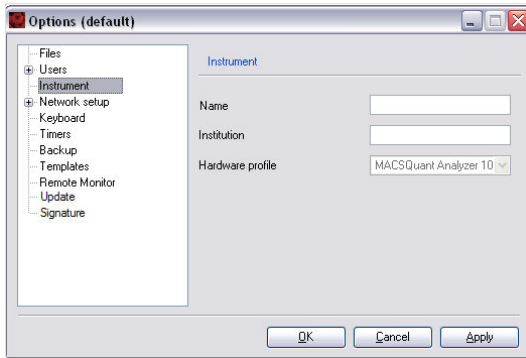 Options (default)
Files
Users
Instrument
Network setup
Keyboard
Timers
Backup
Templates
Remote Monitor
Update
Signature
Instrument
Name
Institution
Hardware profile
MACSQuant Analyzer 10
OK
Cancel
Apply